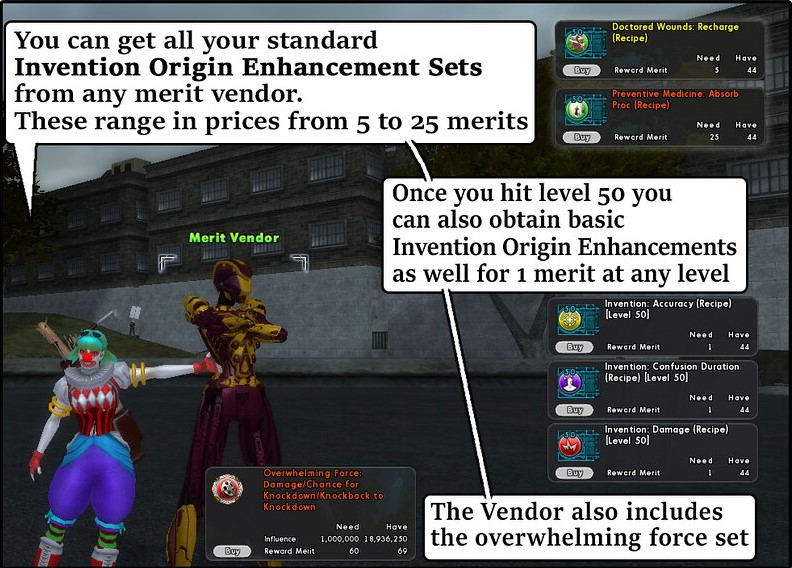 You can get all your standard
Invention Origin Enhancement Sets
from any merit vendor.
These range in prices from 5 to 25 merits
50
Doctored Wounds: Recharge
(Recipe)
Need Have
Buy Reward Merit 5 44
50
Preventive Medicine: Absorb
Proc (Recipe)
Need Have
Buy Reward Merit 25 44
Once you hit level 50 you
can also obtain basic
Invention Origin Enhancements
as well for 1 merit at any level
Merit Vendor
50
Invention: Accuracy (Recipe)
[Level 50]
Need Have
Buy Reward Merit 1 44
50
Invention: Confusion Duration
(Recipe) [Level 50]
Need Have
Buy Reward Merit 1 44
50
Invention: Damage (Recipe)
[Level 50]
Need Have
Buy Reward Merit 1 44
Overwhelming Force:
Damage/Chance for
Knockdown/Knockback to
Knockdown
Need Have
Influence 1,000,000 18,936,250
Buy Reward Merit 60 69
The Vendor also includes
the overwhelming force set